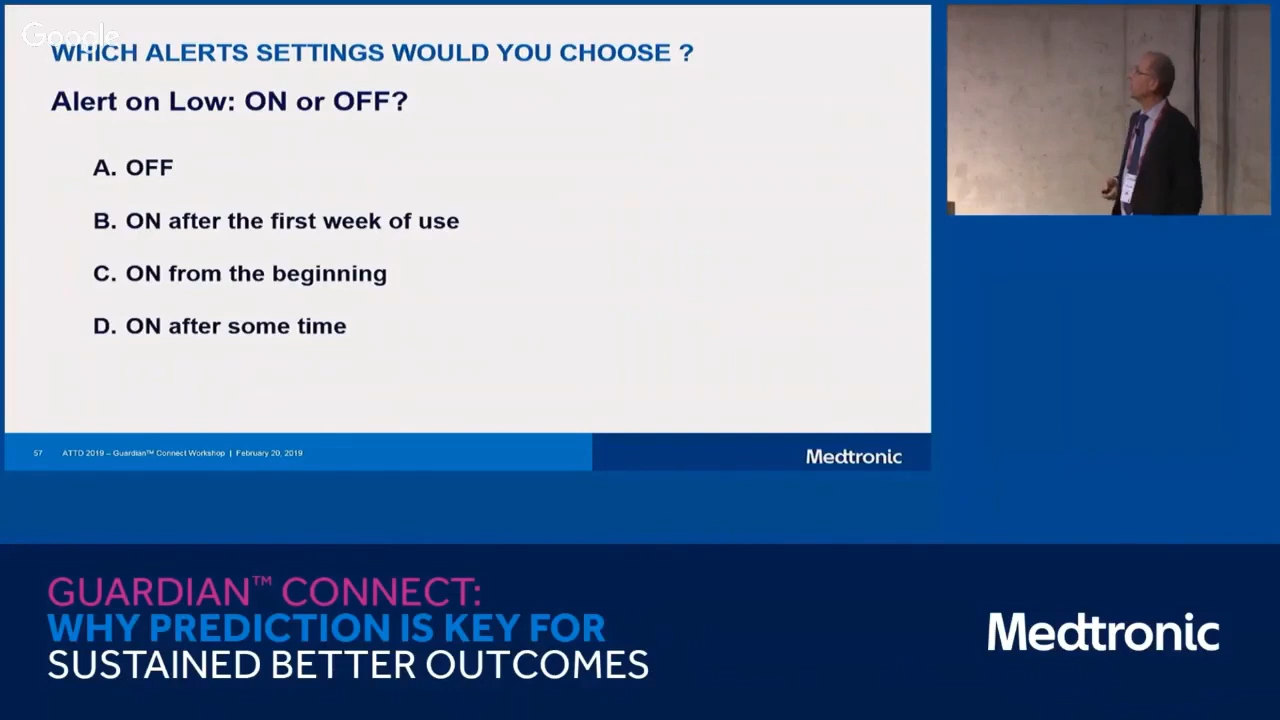 Google
WHICH ALERTS SETTINGS WOULD YOU CHOOSE ?
Alert on Low: ON or OFF?
A. OFF
B. ON after the first week of use
C. ON from the beginning
D. ON after some time
57 ATTD 2019 – Guardian™ Connect Workshop | February 20, 2019
Medtronic
GUARDIAN™ CONNECT:
WHY PREDICTION IS KEY FOR
SUSTAINED BETTER OUTCOMES
Medtronic